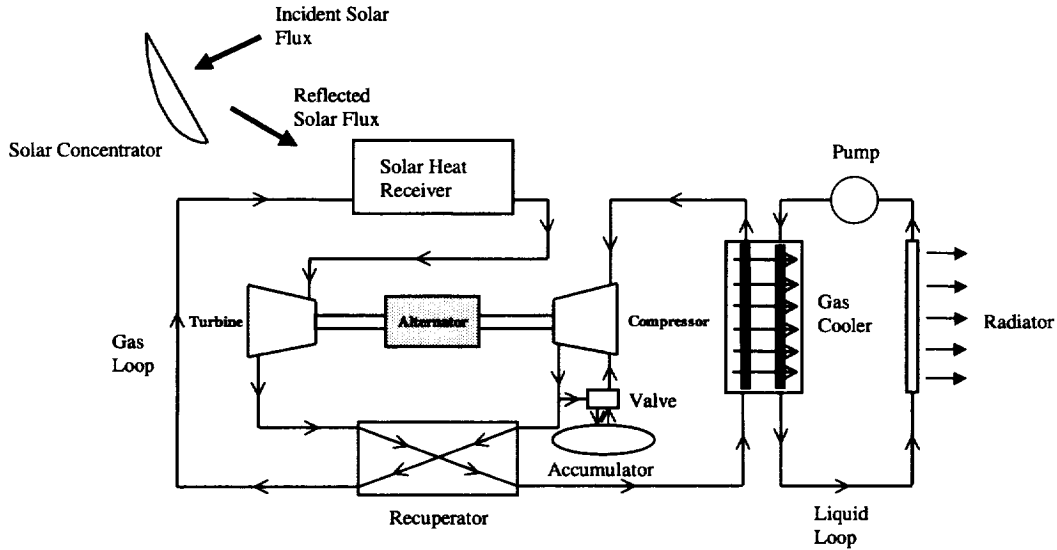 Incident Solar
Flux
Reflected
Solar Flux
Solar Concentrator
Solar Heat
Receiver
Pump
Turbine
Alternator
Compressor
Gas
Cooler
Radiator
Gas
Loop
Valve
Accumulator
Recuperator
Liquid
Loop